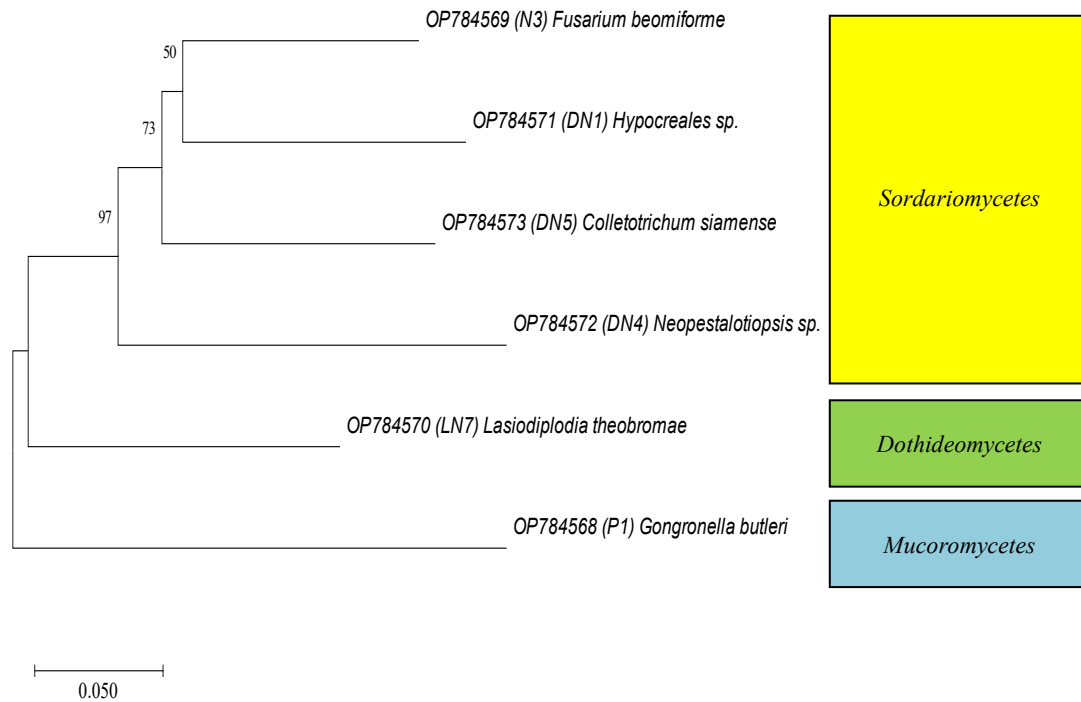 OP784569 (N3) Fusarium beomiforme
50
OP784571 (DN1) Hypocreales sp.
73
Sordariomycetes
97
OP784573 (DN5) Colletotrichum siamense
OP784572 (DN4) Neopestalotiopsis sp.
OP784570 (LN7) Lasiodiplodia theobromae
Dothideomycetes
OP784568 (P1) Gongronella butleri
Mucoromycetes
0.050